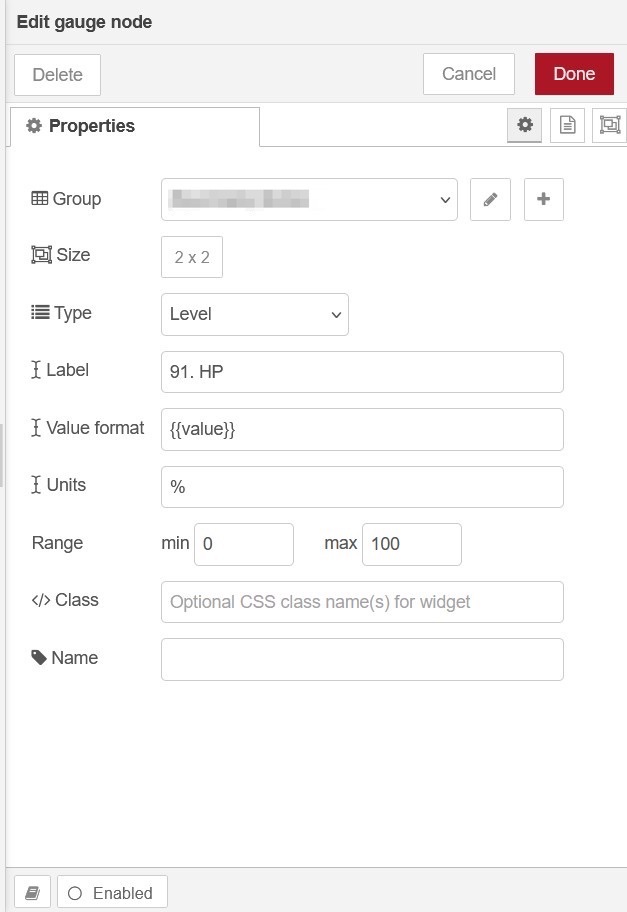 Edit gauge node
Delete
Cancel
Done
Properties
Group
Size
2 x 2
Type
Level
Label
91. HP
Value format
{{value}}
Units
%
Range
min 0
max 100
</> Class
Optional CSS class name(s) for widget
Name
Enabled